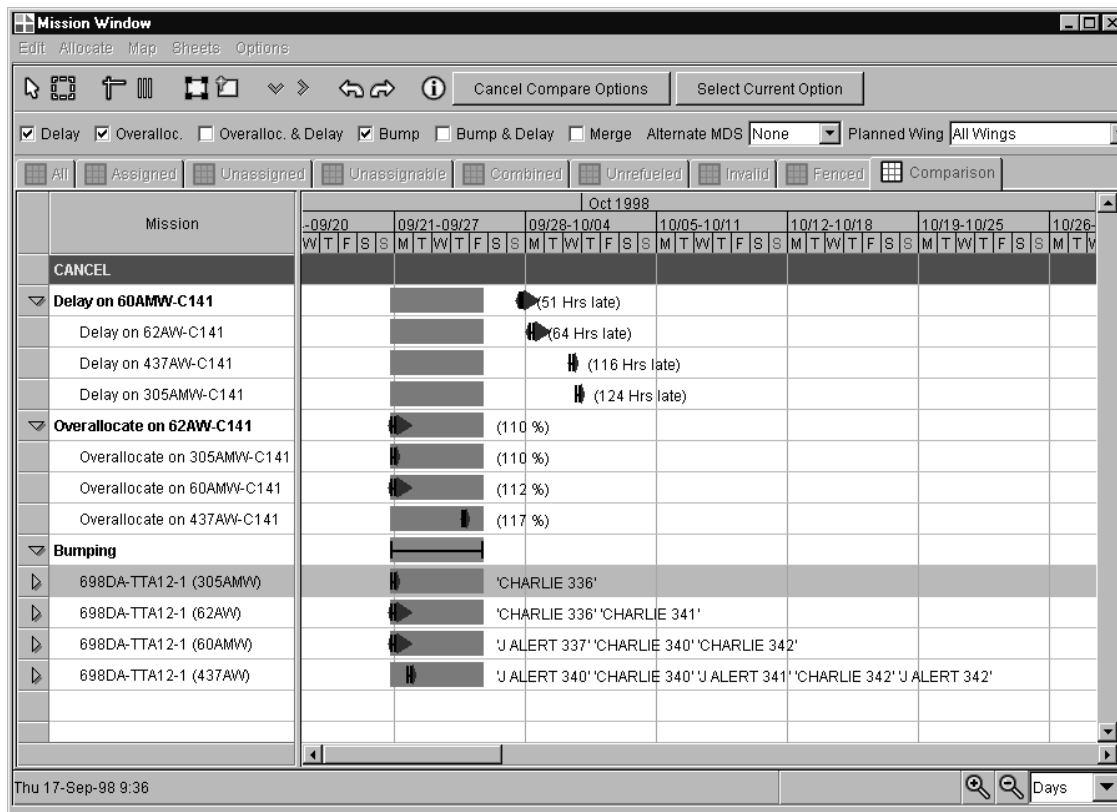 Mission Window
Edit Allocate Map Sheets Options
Cancel Compare Options Select Current Option
Delay Overalloc. Overalloc. & Delay Bump Bump & Delay Merge Alternate MDS None Planned Wing All Wings
All Assigned Unassigned Unassignable Combined Unrefueled Invalid Fenced Comparison
Oct 1998
Mission -09/20 09/21-09/27 09/28-10/04 10/05-10/11 10/12-10/18 10/19-10/25 10/26-
W T F S S M T W T F S S M T W T F S S M T W T F S S M T W T F S S M T W T F S S M T W
CANCEL
Delay on 60AMW-C141 (51 Hrs late)
Delay on 62AW-C141 (64 Hrs late)
Delay on 437AW-C141 (116 Hrs late)
Delay on 305AMW-C141 (124 Hrs late)
Overallocate on 62AW-C141 (110 %)
Overallocate on 305AMW-C141 (110 %)
Overallocate on 60AMW-C141 (112 %)
Overallocate on 437AW-C141 (117 %)
Bumping
698DA-TTA12-1 (305AMW) 'CHARLIE 336'
698DA-TTA12-1 (62AW) 'CHARLIE 336' 'CHARLIE 341'
698DA-TTA12-1 (60AMW) 'J ALERT 337' 'CHARLIE 340' 'CHARLIE 342'
698DA-TTA12-1 (437AW) 'J ALERT 340' 'CHARLIE 340' 'J ALERT 341' 'CHARLIE 342' 'J ALERT 342'
Thu 17-Sep-98 9:36 Days